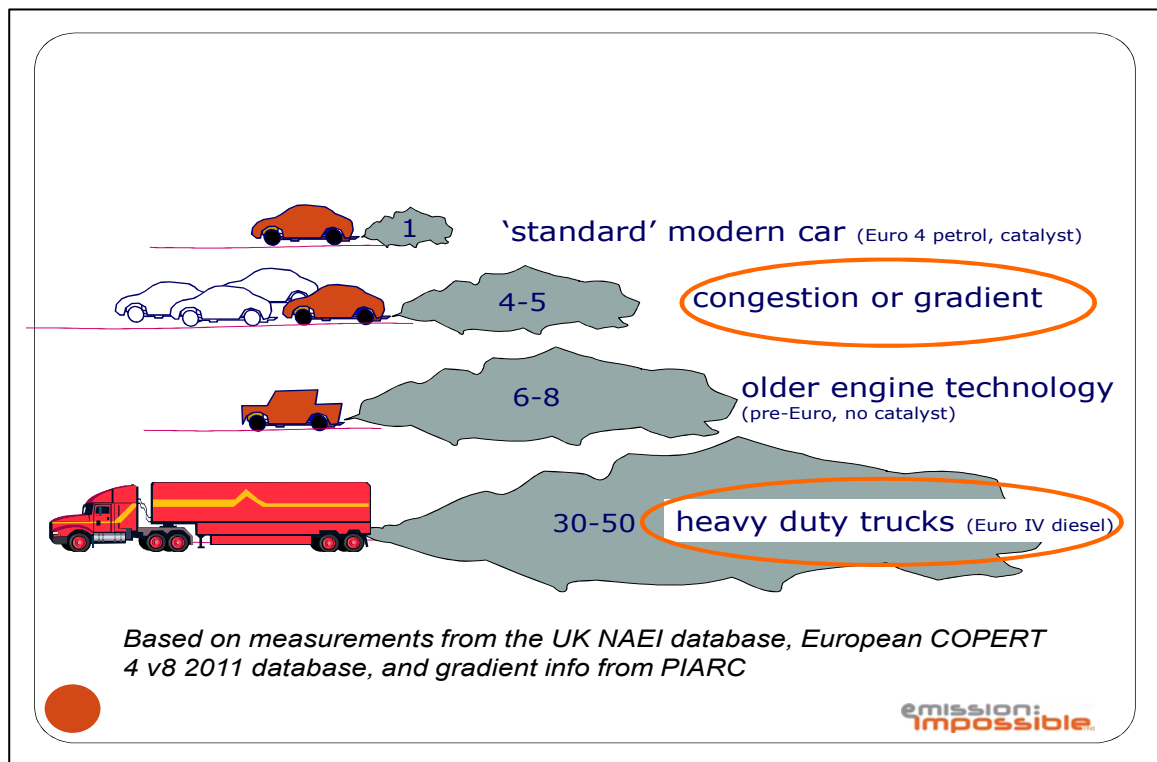 1 'standard' modern car (Euro 4 petrol, catalyst)
4-5 congestion or gradient
6-8 older engine technology
(pre-Euro, no catalyst)
30-50 heavy duty trucks (Euro IV diesel)
Based on measurements from the UK NAEI database, European COPERT
4 v8 2011 database, and gradient info from PIARC
emission:
impossible